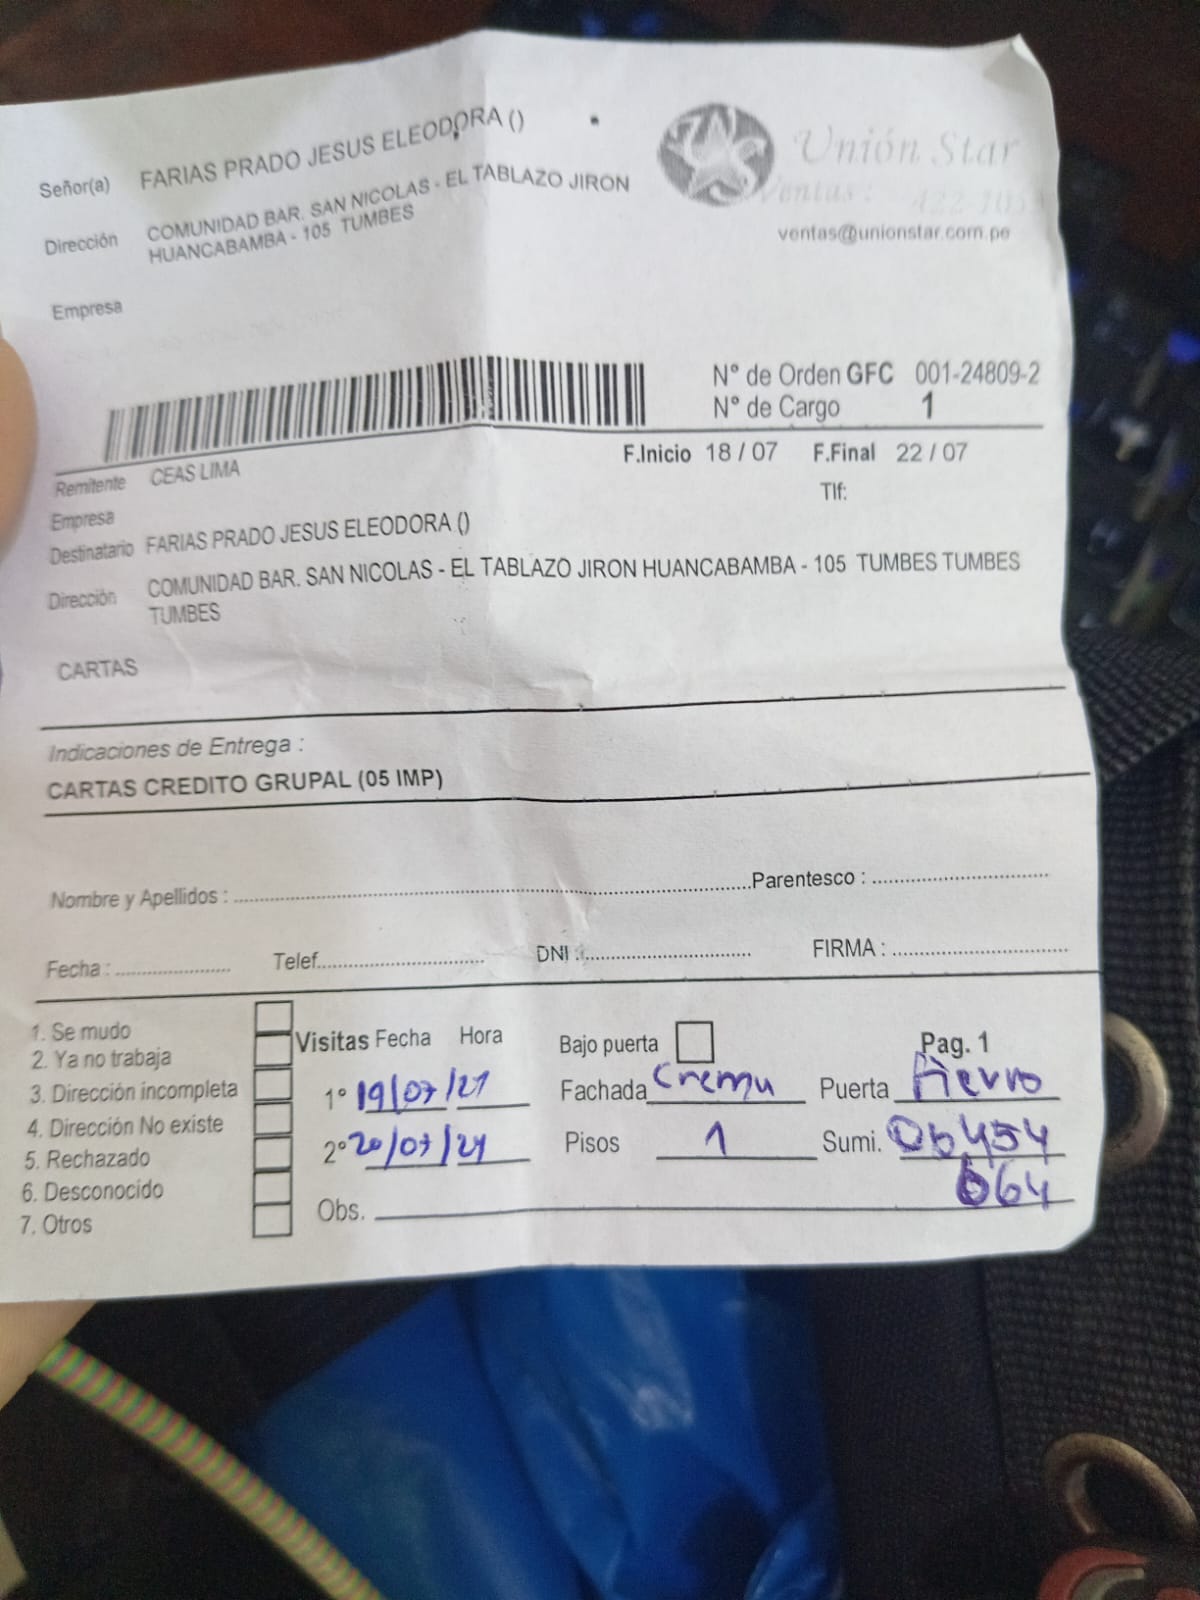 Señor(a) FARIAS PRADO JESUS ELEODORA ()
Dirección COMUNIDAD BAR. SAN NICOLAS - EL TABLAZO JIRON
HUANCABAMBA - 105 TUMBES
Empresa
Unión Star
Ventas :
ventas@unionstar.com.pe
N° de Orden GFC 001-24809-2
N° de Cargo 1
F.Inicio 18 / 07 F.Final 22 / 07
Remitente CEAS LIMA
Tlf:
Empresa
Destinatario FARIAS PRADO JESUS ELEODORA ()
Dirección COMUNIDAD BAR. SAN NICOLAS - EL TABLAZO JIRON HUANCABAMBA - 105 TUMBES TUMBES
TUMBES
CARTAS
Indicaciones de Entrega :
CARTAS CREDITO GRUPAL (05 IMP)
Nombre y Apellidos : Parentesco :
Fecha : Telef. DNI : FIRMA :
1. Se mudo
2. Ya no trabaja
3. Dirección incompleta
4. Dirección No existe
5. Rechazado
6. Desconocido
7. Otros
Visitas Fecha Hora
1° 19/07/21
2° 20/07/21
Obs.
Bajo puerta
Fachada Crema
Pisos 1
Pag. 1
Puerta Fierro
Sumi. 06454
664